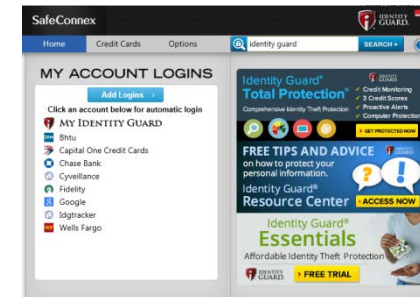 SafeConnex
IDENTITY GUARD
Home
Credit Cards
Options
identity guard
SEARCH
MY ACCOUNT LOGINS
Add Logins
Click an account below for automatic login
MY IDENTITY GUARD
Bhtu
Capital One Credit Cards
Chase Bank
Cyveillance
Fidelity
Google
Idgtracker
Wells Fargo
Identity Guard®
Total Protection®
Comprehensive Identity Theft Protection
IDENTITY GUARD
✓ Credit Monitoring
✓ 3 Credit Scores
✓ Proactive Alerts
✓ Computer Protection
> GET PROTECTED NOW
FREE TIPS AND ADVICE
on how to protect your
personal information.
Identity Guard®
Resource Center
> ACCESS NOW
Identity Guard®
Essentials
Affordable Identity Theft Protection
IDENTITY GUARD
> FREE TRIAL